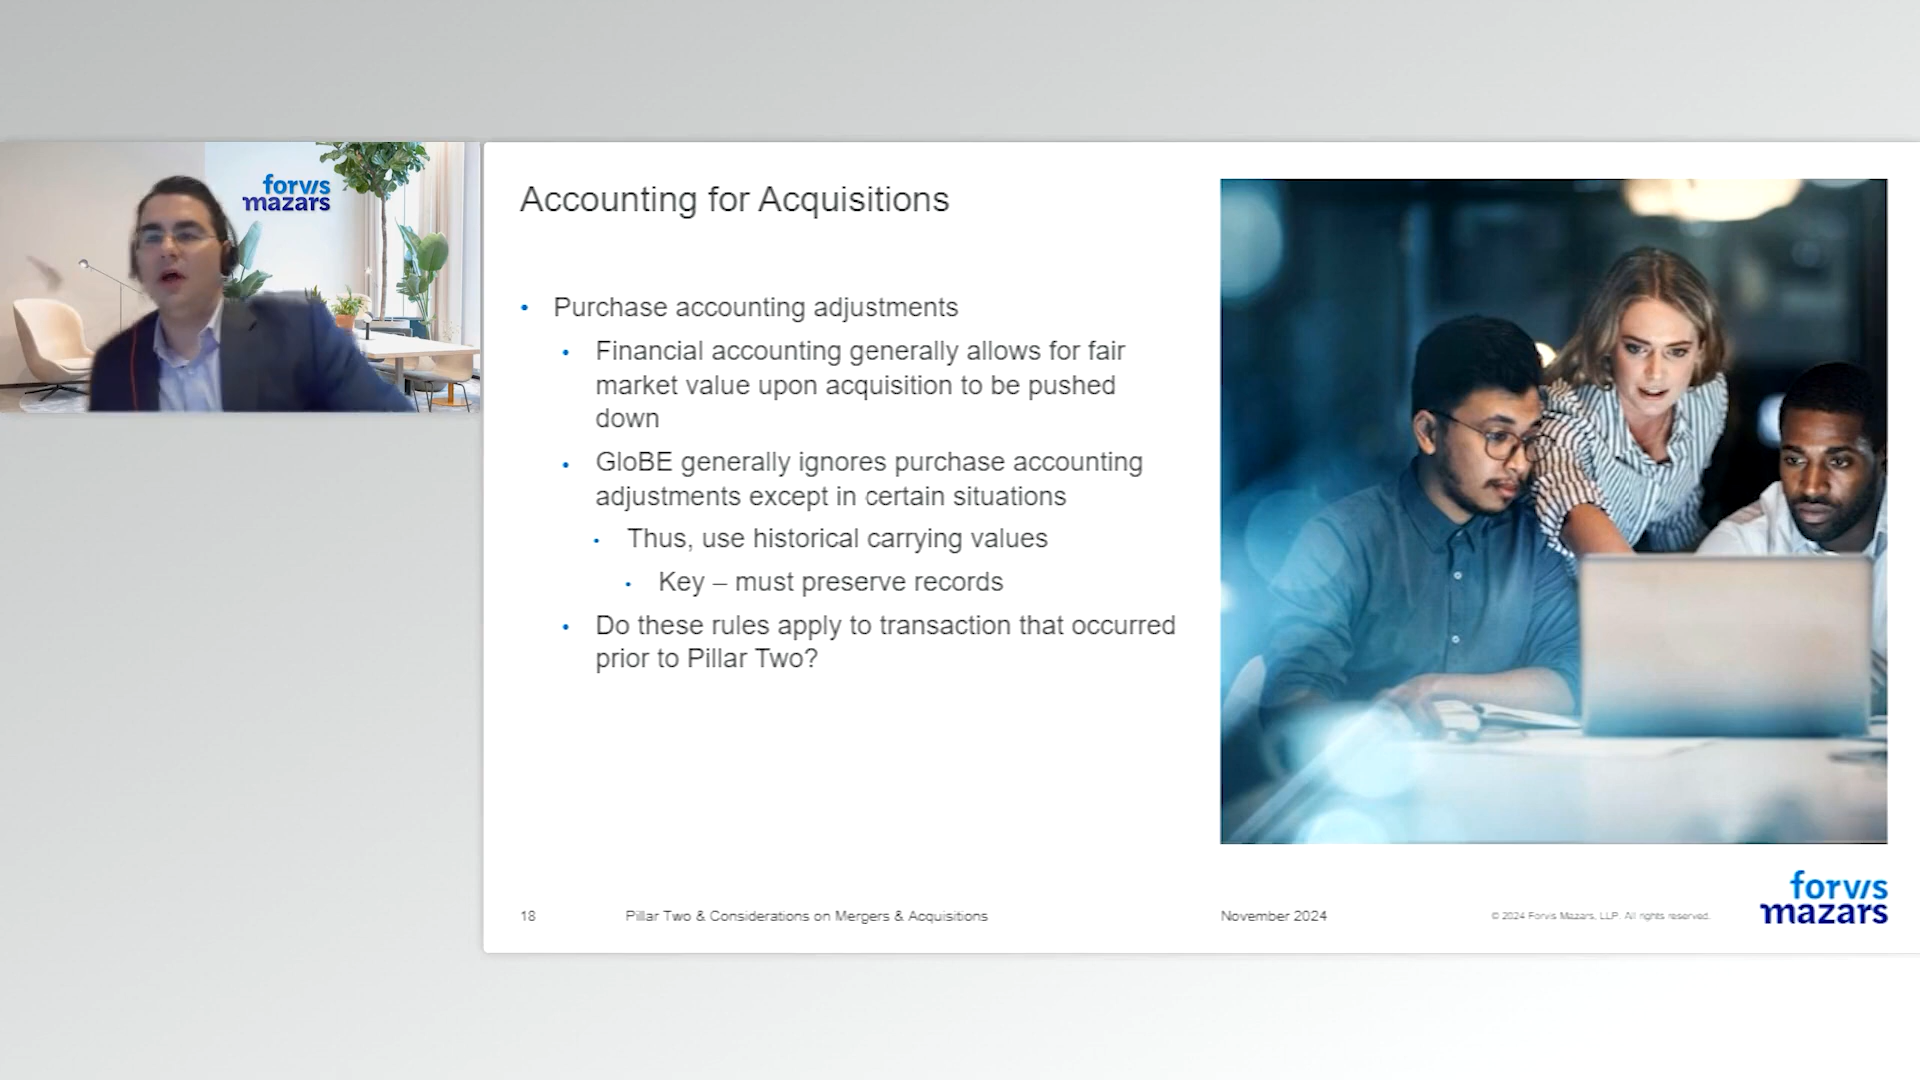 forvis
mazars
Accounting for Acquisitions
• Purchase accounting adjustments
• Financial accounting generally allows for fair
market value upon acquisition to be pushed
down
• GloBE generally ignores purchase accounting
adjustments except in certain situations
• Thus, use historical carrying values
• Key – must preserve records
• Do these rules apply to transaction that occurred
prior to Pillar Two?
18 Pillar Two & Considerations on Mergers & Acquisitions November 2024 © 2024 Forvis Mazars, LLP. All rights reserved.
forvis
mazars